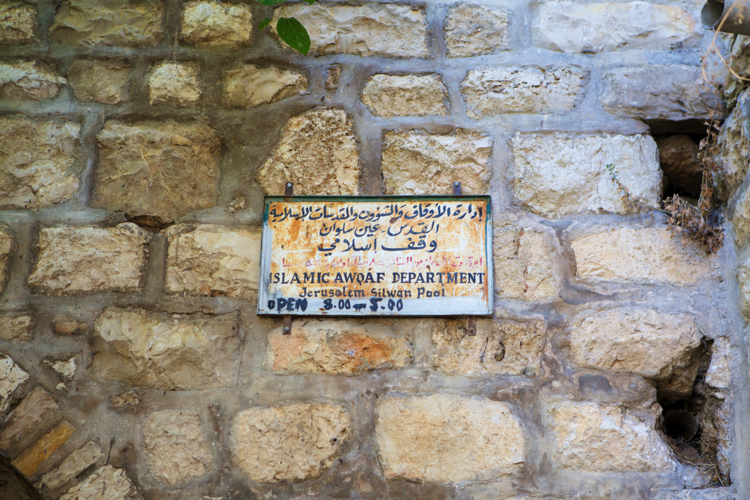 إدارة الأوقاف والشؤون والمقدسات الإسلامية
القدس عين سلوان
وقف إسلامي
ISLAMIC AWQAF DEPARTMENT
Jerusalem Silwan Pool
OPEN 8.00 — 5.00